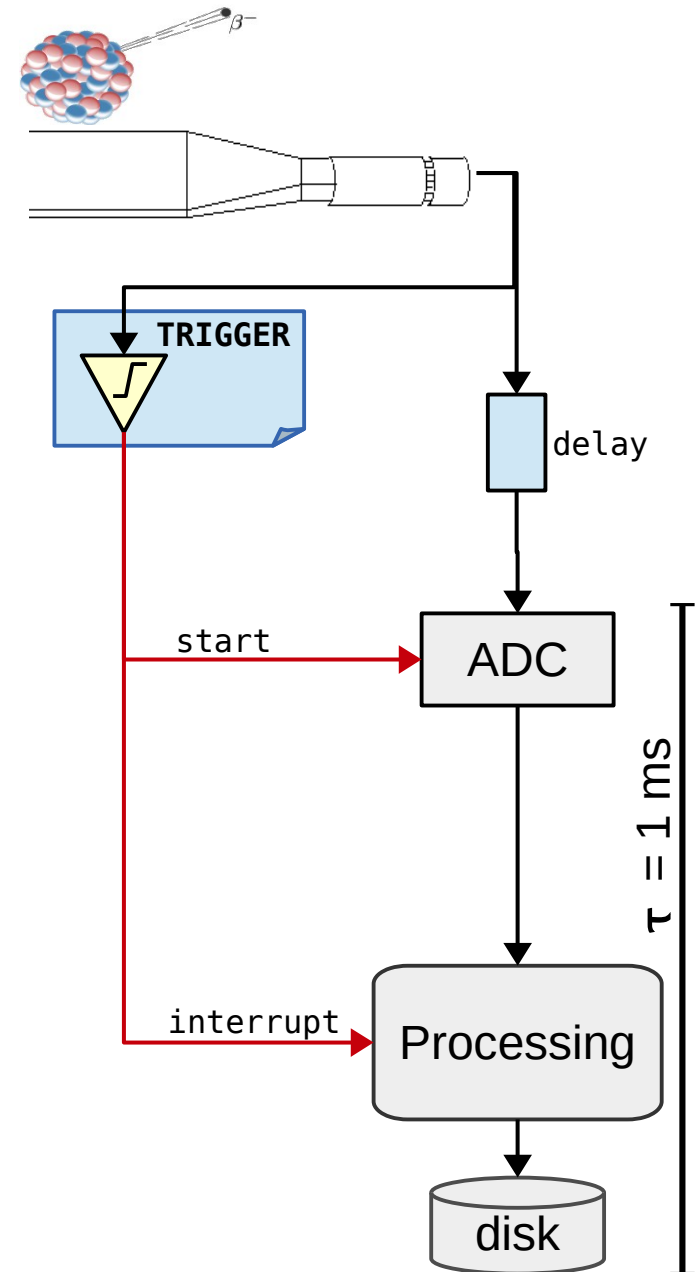 β⁻
TRIGGER
delay
start
ADC
τ = 1 ms
interrupt
Processing
disk